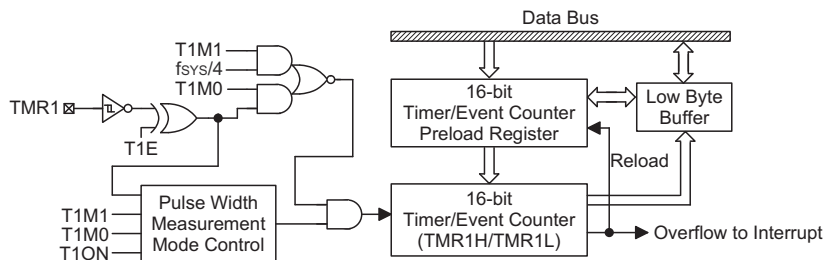 Data Bus
T1M1
fSYS/4
T1M0
TMR1
T1E
16-bit
Timer/Event Counter
Preload Register
Low Byte
Buffer
Reload
T1M1
T1M0
T1ON
Pulse Width
Measurement
Mode Control
16-bit
Timer/Event Counter
(TMR1H/TMR1L)
Overflow to Interrupt